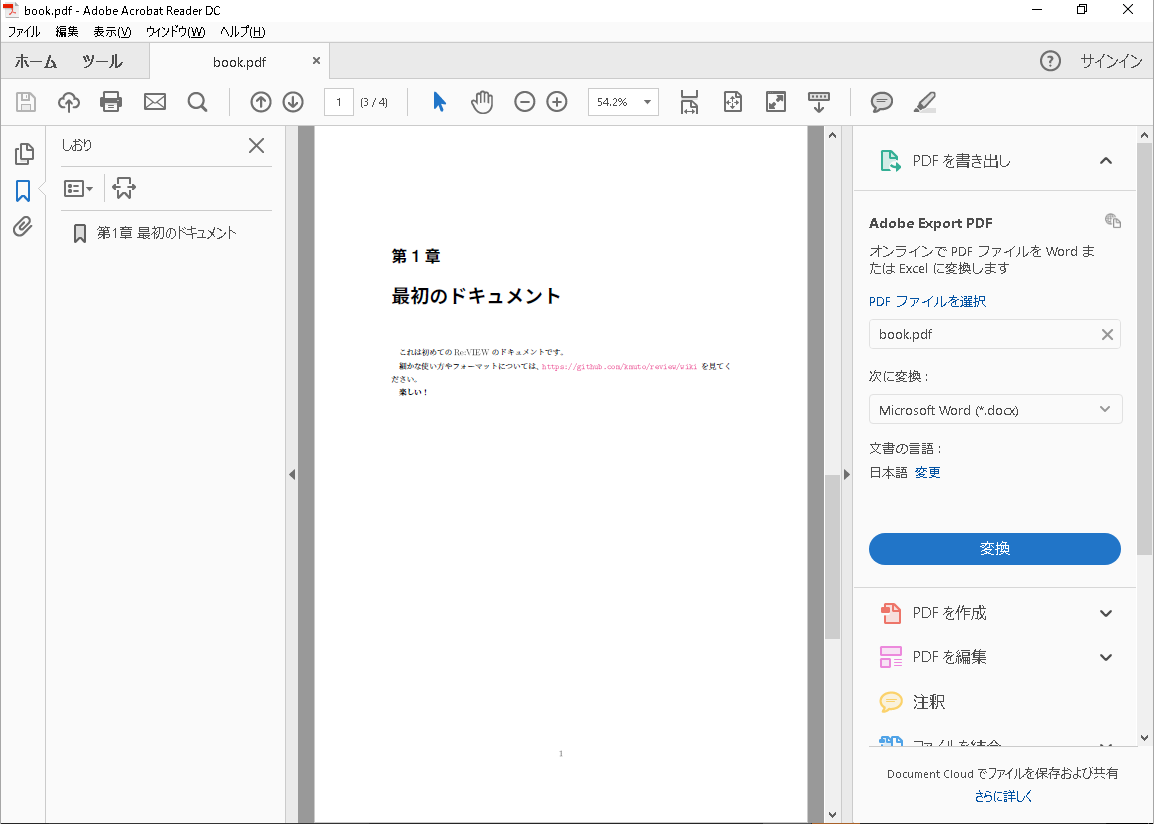 book.pdf - Adobe Acrobat Reader DC
ファイル 編集 表示(V) ウィンドウ(W) ヘルプ(H)
ホーム ツール book.pdf × ? サインイン
1 (3 / 4) 54.2%
しおり
第1章 最初のドキュメント
第 1 章
最初のドキュメント
これは初めての Re:VIEW のドキュメントです。
細かな使い方やフォーマットについては、https://github.com/kmuto/review/wiki を見てく
ださい。
楽しい！
1
PDF を書き出し
Adobe Export PDF
オンラインで PDF ファイルを Word ま
たは Excel に変換します
PDF ファイルを選択
book.pdf
次に変換 :
Microsoft Word (*.docx)
文書の言語 :
日本語 変更
変換
PDF を作成
PDF を編集
注釈
ファイルを結合
Document Cloud でファイルを保存および共有
さらに詳しく